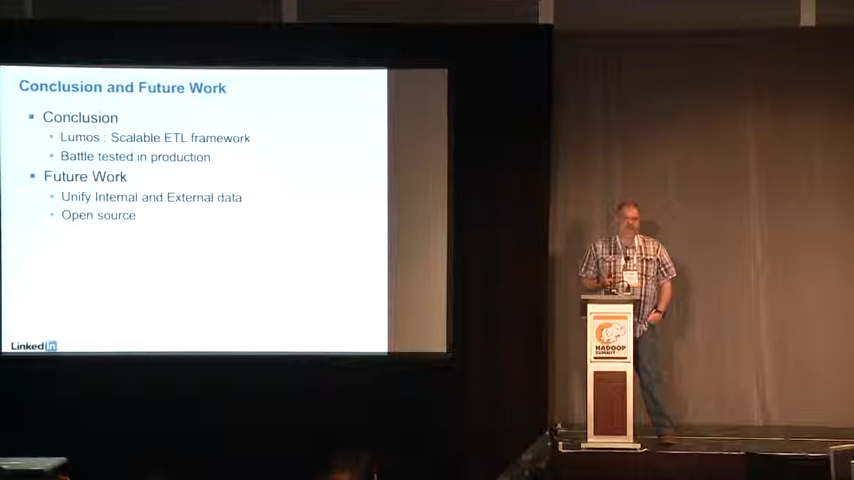 Conclusion and Future Work
Conclusion
Lumos : Scalable ETL framework
Battle tested in production
Future Work
Unify Internal and External data
Open source
Linked in
HADOOP
SUMMIT